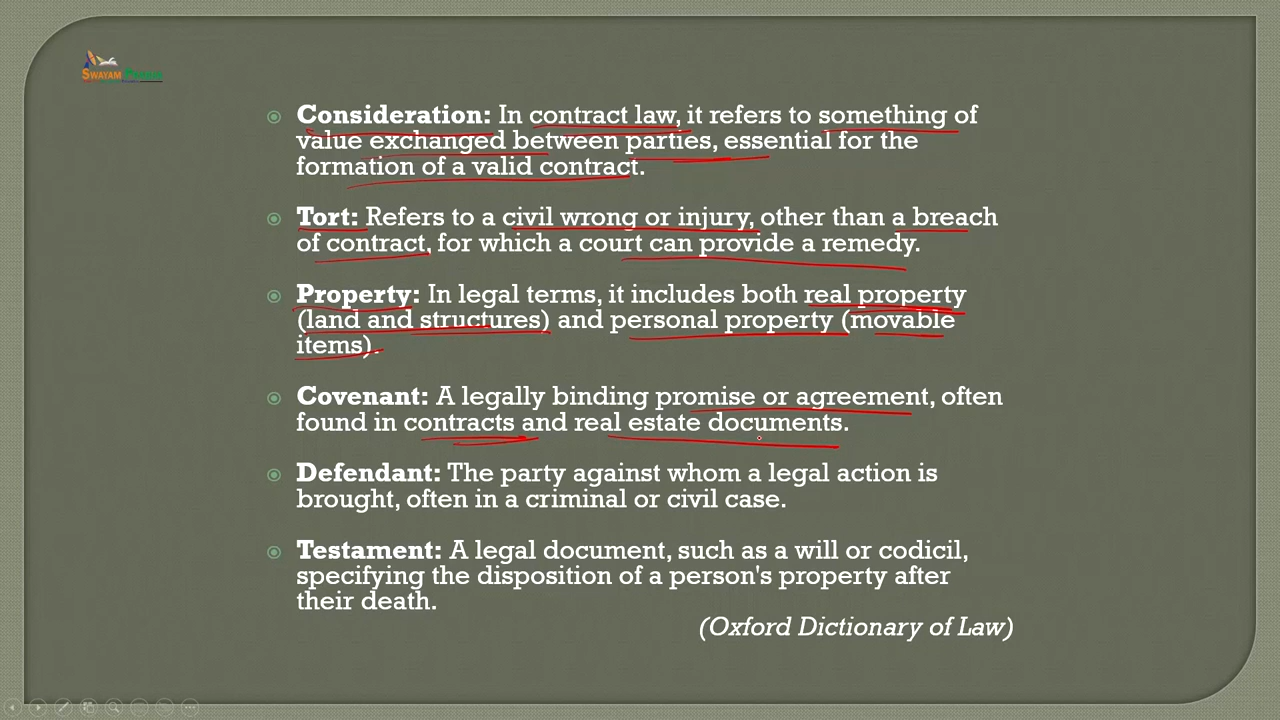 SWAYAM PRABHA
Consideration: In contract law, it refers to something of
value exchanged between parties, essential for the
formation of a valid contract.
Tort: Refers to a civil wrong or injury, other than a breach
of contract, for which a court can provide a remedy.
Property: In legal terms, it includes both real property
(land and structures) and personal property (movable
items).
Covenant: A legally binding promise or agreement, often
found in contracts and real estate documents.
Defendant: The party against whom a legal action is
brought, often in a criminal or civil case.
Testament: A legal document, such as a will or codicil,
specifying the disposition of a person's property after
their death.
(Oxford Dictionary of Law)